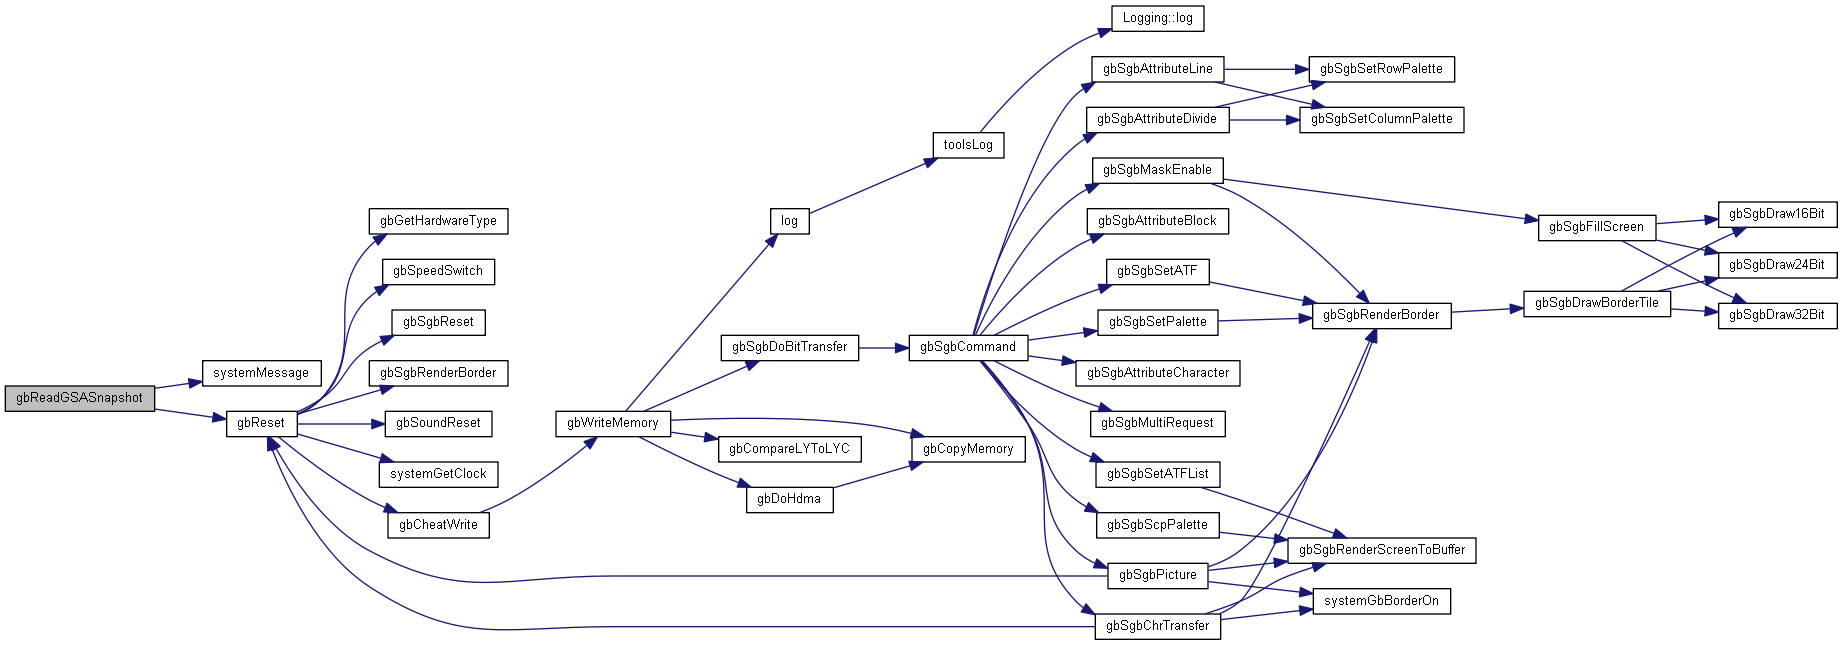 gbReadGSASnapshot
systemMessage
gbReset
gbGetHardwareType
gbSpeedSwitch
gbSgbReset
gbSgbRenderBorder
gbSoundReset
systemGetClock
gbCheatWrite
gbWriteMemory
log
gbSgbDoBitTransfer
gbCompareLYToLYC
gbDoHdma
toolsLog
gbSgbCommand
gbCopyMemory
Logging::log
gbSgbAttributeLine
gbSgbAttributeDivide
gbSgbMaskEnable
gbSgbAttributeBlock
gbSgbSetATF
gbSgbSetPalette
gbSgbAttributeCharacter
gbSgbMultiRequest
gbSgbSetATFList
gbSgbScpPalette
gbSgbPicture
gbSgbChrTransfer
gbSgbSetRowPalette
gbSgbSetColumnPalette
gbSgbRenderBorder
gbSgbRenderScreenToBuffer
systemGbBorderOn
gbSgbFillScreen
gbSgbDrawBorderTile
gbSgbDraw16Bit
gbSgbDraw24Bit
gbSgbDraw32Bit